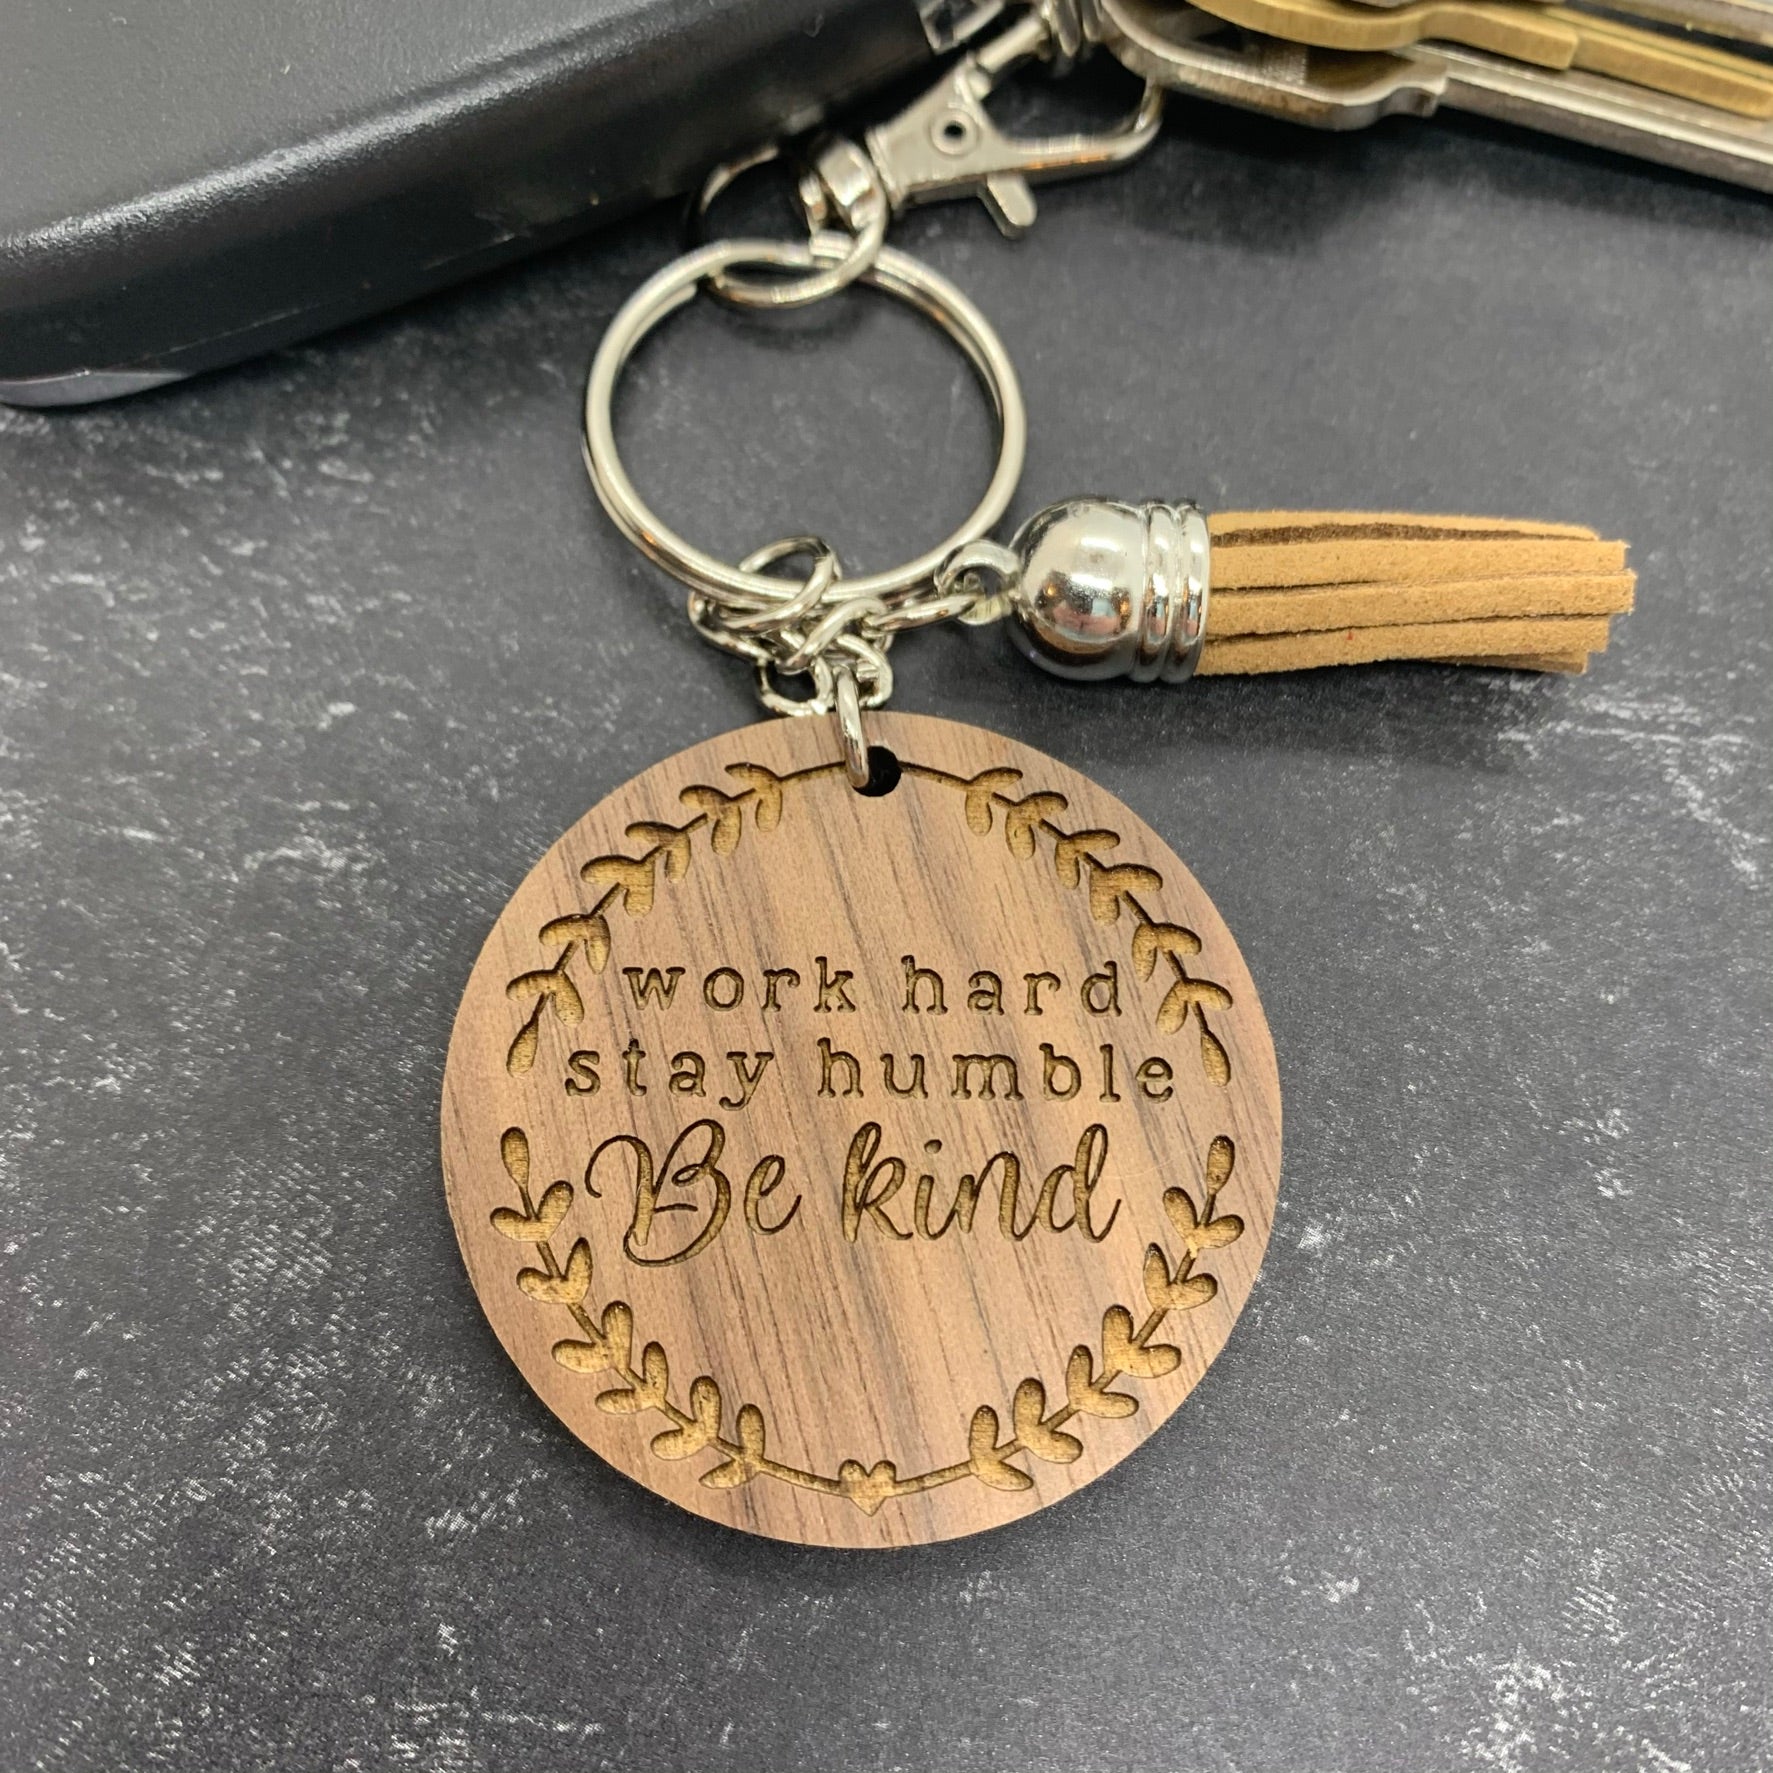 work hard
stay humble
Be kind